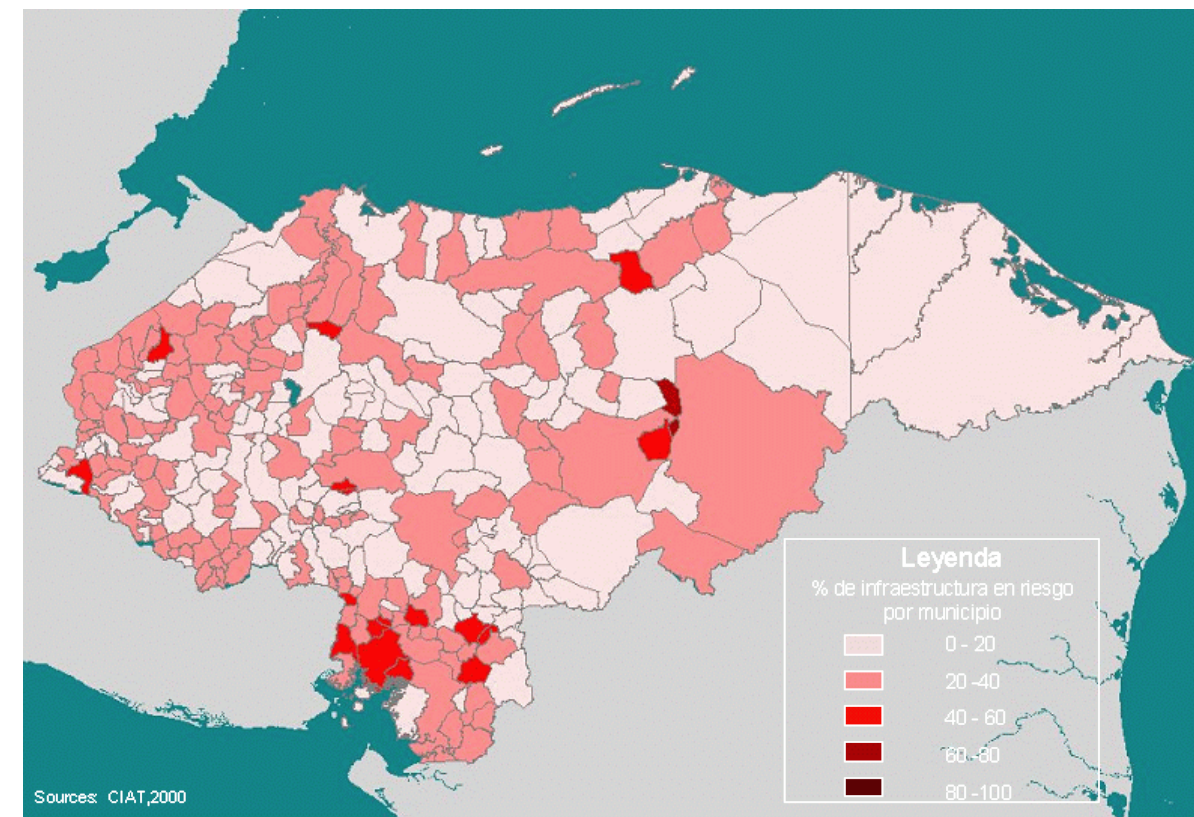 Leyenda
% de infraestructura en riesgo
por municipio
0 - 20
20 -40
40 - 60
60 -80
80 -100
Sources: CIAT,2000